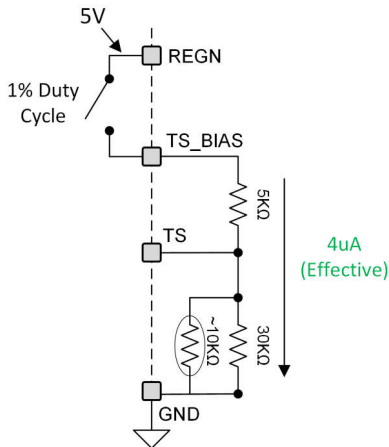 5V
REGN
1% Duty
Cycle
TS_BIAS
5KΩ
TS
4uA
(Effective)
~10KΩ
30KΩ
GND